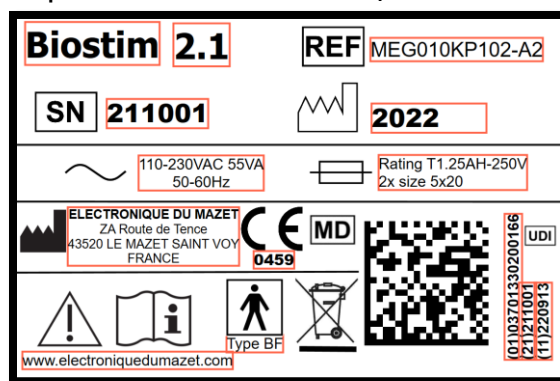 Biostim 2.1
REF MEG010KP102-A2
SN 211001
2022
110-230VAC 55VA
50-60Hz
Rating T1.25AH-250V
2x size 5x20
ELECTRONIQUE DU MAZET
ZA Route de Tence
43520 LE MAZET SAINT VOY
FRANCE
CE
0459
MD
UDI
(01)03701330200166
(21)211001
(11)220913
i
Type BF
www.electroniquedumazet.com